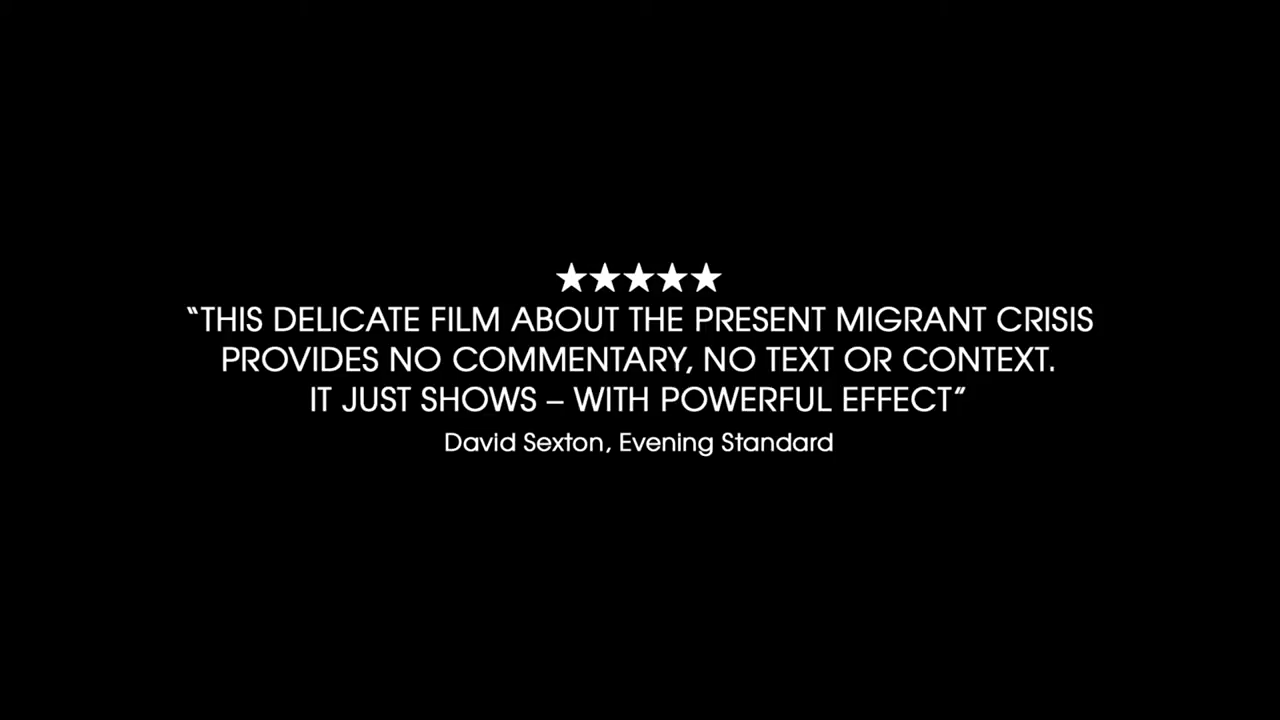 ★★★★★
“THIS DELICATE FILM ABOUT THE PRESENT MIGRANT CRISIS
PROVIDES NO COMMENTARY, NO TEXT OR CONTEXT.
IT JUST SHOWS – WITH POWERFUL EFFECT”
David Sexton, Evening Standard